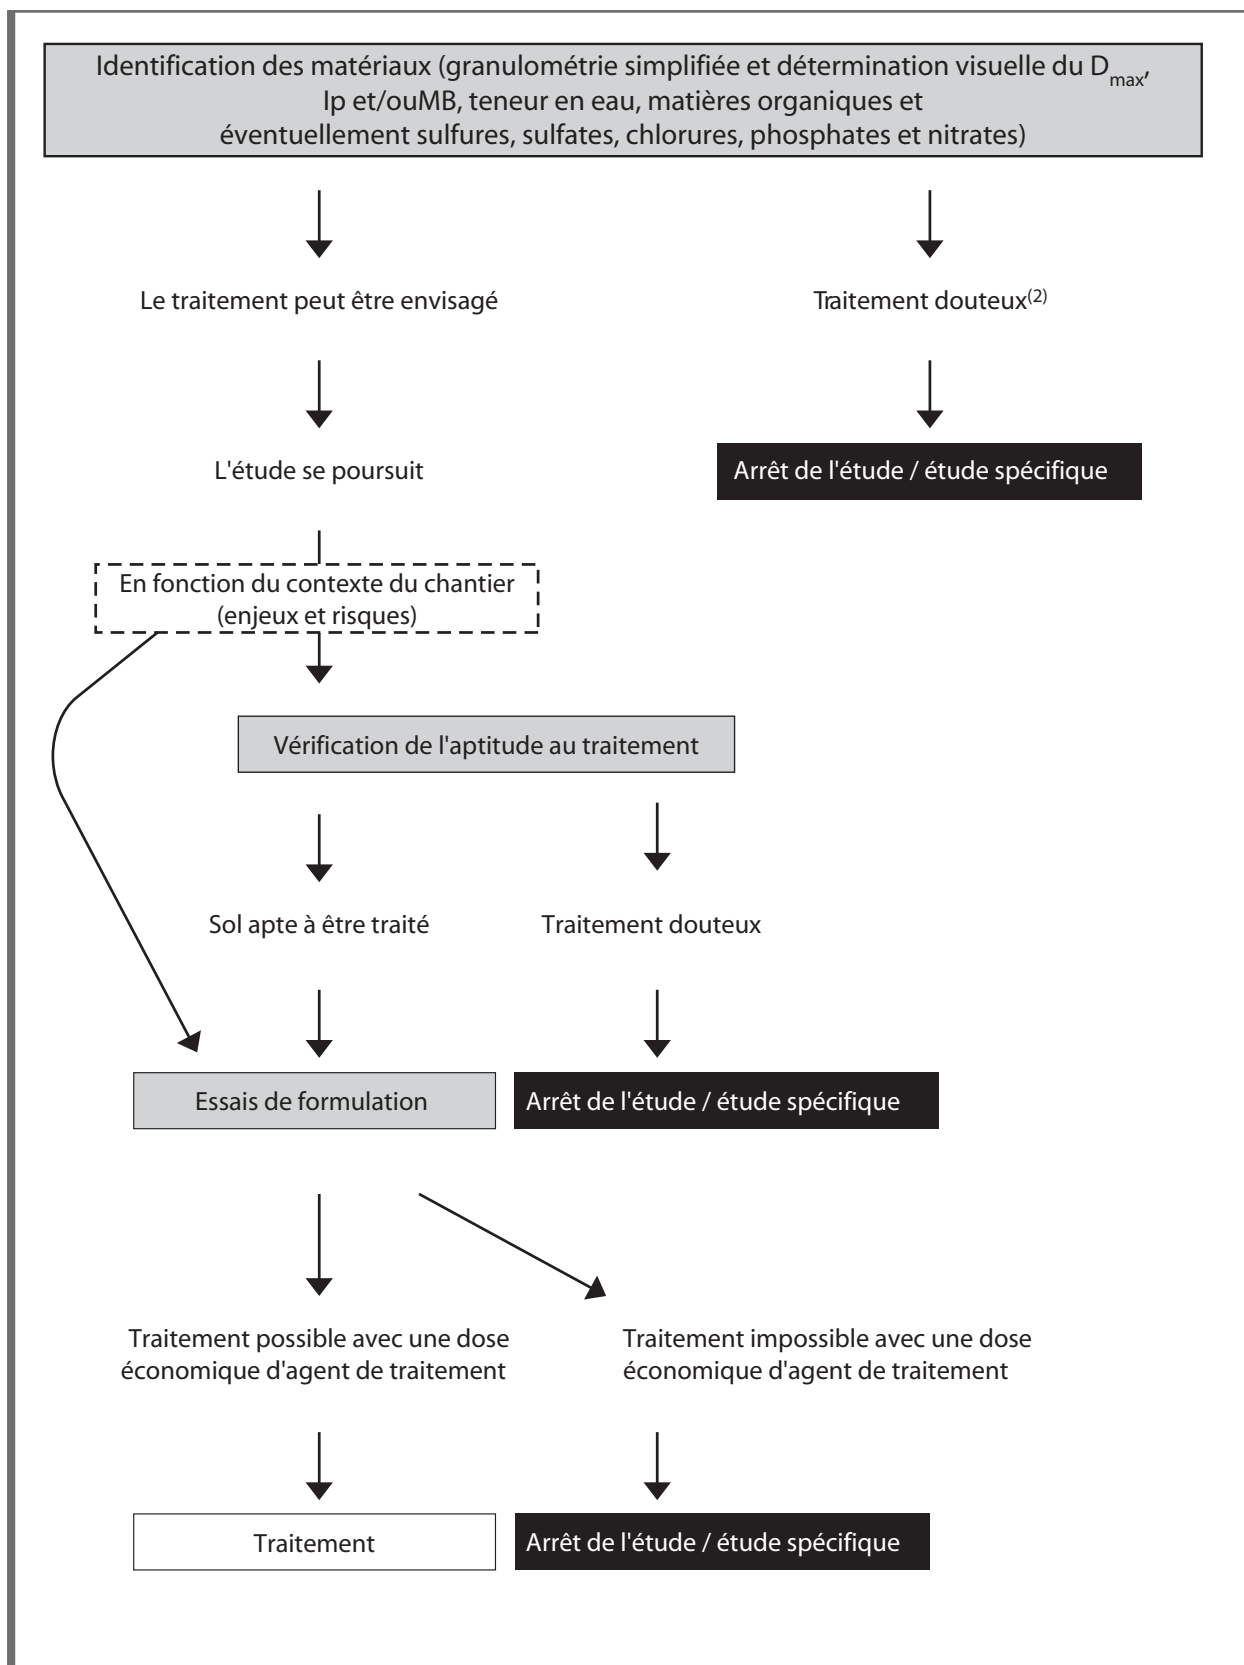 Identification des matériaux (granulométrie simplifiée et détermination visuelle du Dmax,
Ip et/ouMB, teneur en eau, matières organiques et
éventuellement sulfures, sulfates, chlorures, phosphates et nitrates)
Le traitement peut être envisagé
Traitement douteux(2)
L'étude se poursuit
Arrêt de l'étude / étude spécifique
En fonction du contexte du chantier
(enjeux et risques)
Vérification de l'aptitude au traitement
Sol apte à être traité
Traitement douteux
Essais de formulation
Arrêt de l'étude / étude spécifique
Traitement possible avec une dose
économique d'agent de traitement
Traitement impossible avec une dose
économique d'agent de traitement
Traitement
Arrêt de l'étude / étude spécifique